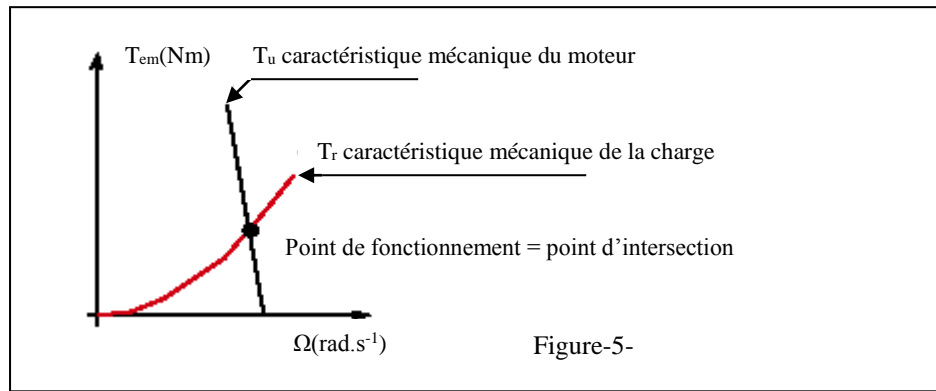 Tem(Nm) Tu caractéristique mécanique du moteur
Tr caractéristique mécanique de la charge
Point de fonctionnement = point d’intersection
Ω(rad.s-1) Figure-5-